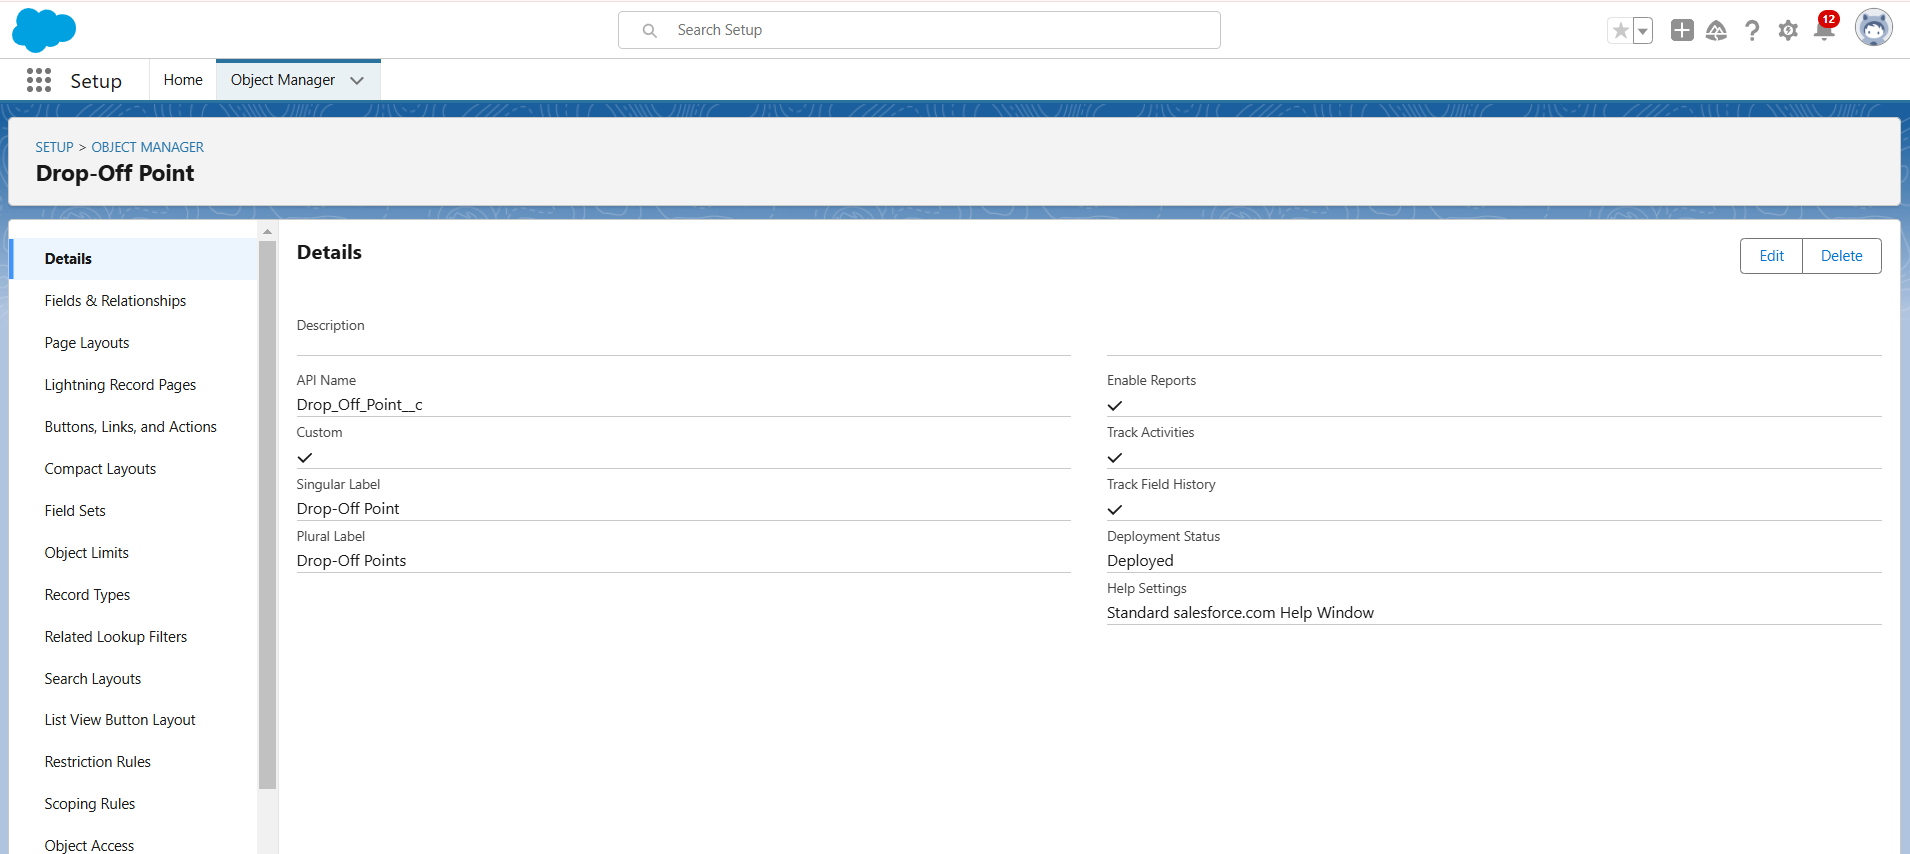 Search Setup
12
Setup
Home
Object Manager
SETUP > OBJECT MANAGER
Drop-Off Point
Details
Fields & Relationships
Page Layouts
Lightning Record Pages
Buttons, Links, and Actions
Compact Layouts
Field Sets
Object Limits
Record Types
Related Lookup Filters
Search Layouts
List View Button Layout
Restriction Rules
Scoping Rules
Object Access
Details
Edit
Delete
Description
API Name
Drop_Off_Point__c
Custom
Singular Label
Drop-Off Point
Plural Label
Drop-Off Points
Enable Reports
Track Activities
Track Field History
Deployment Status
Deployed
Help Settings
Standard salesforce.com Help Window